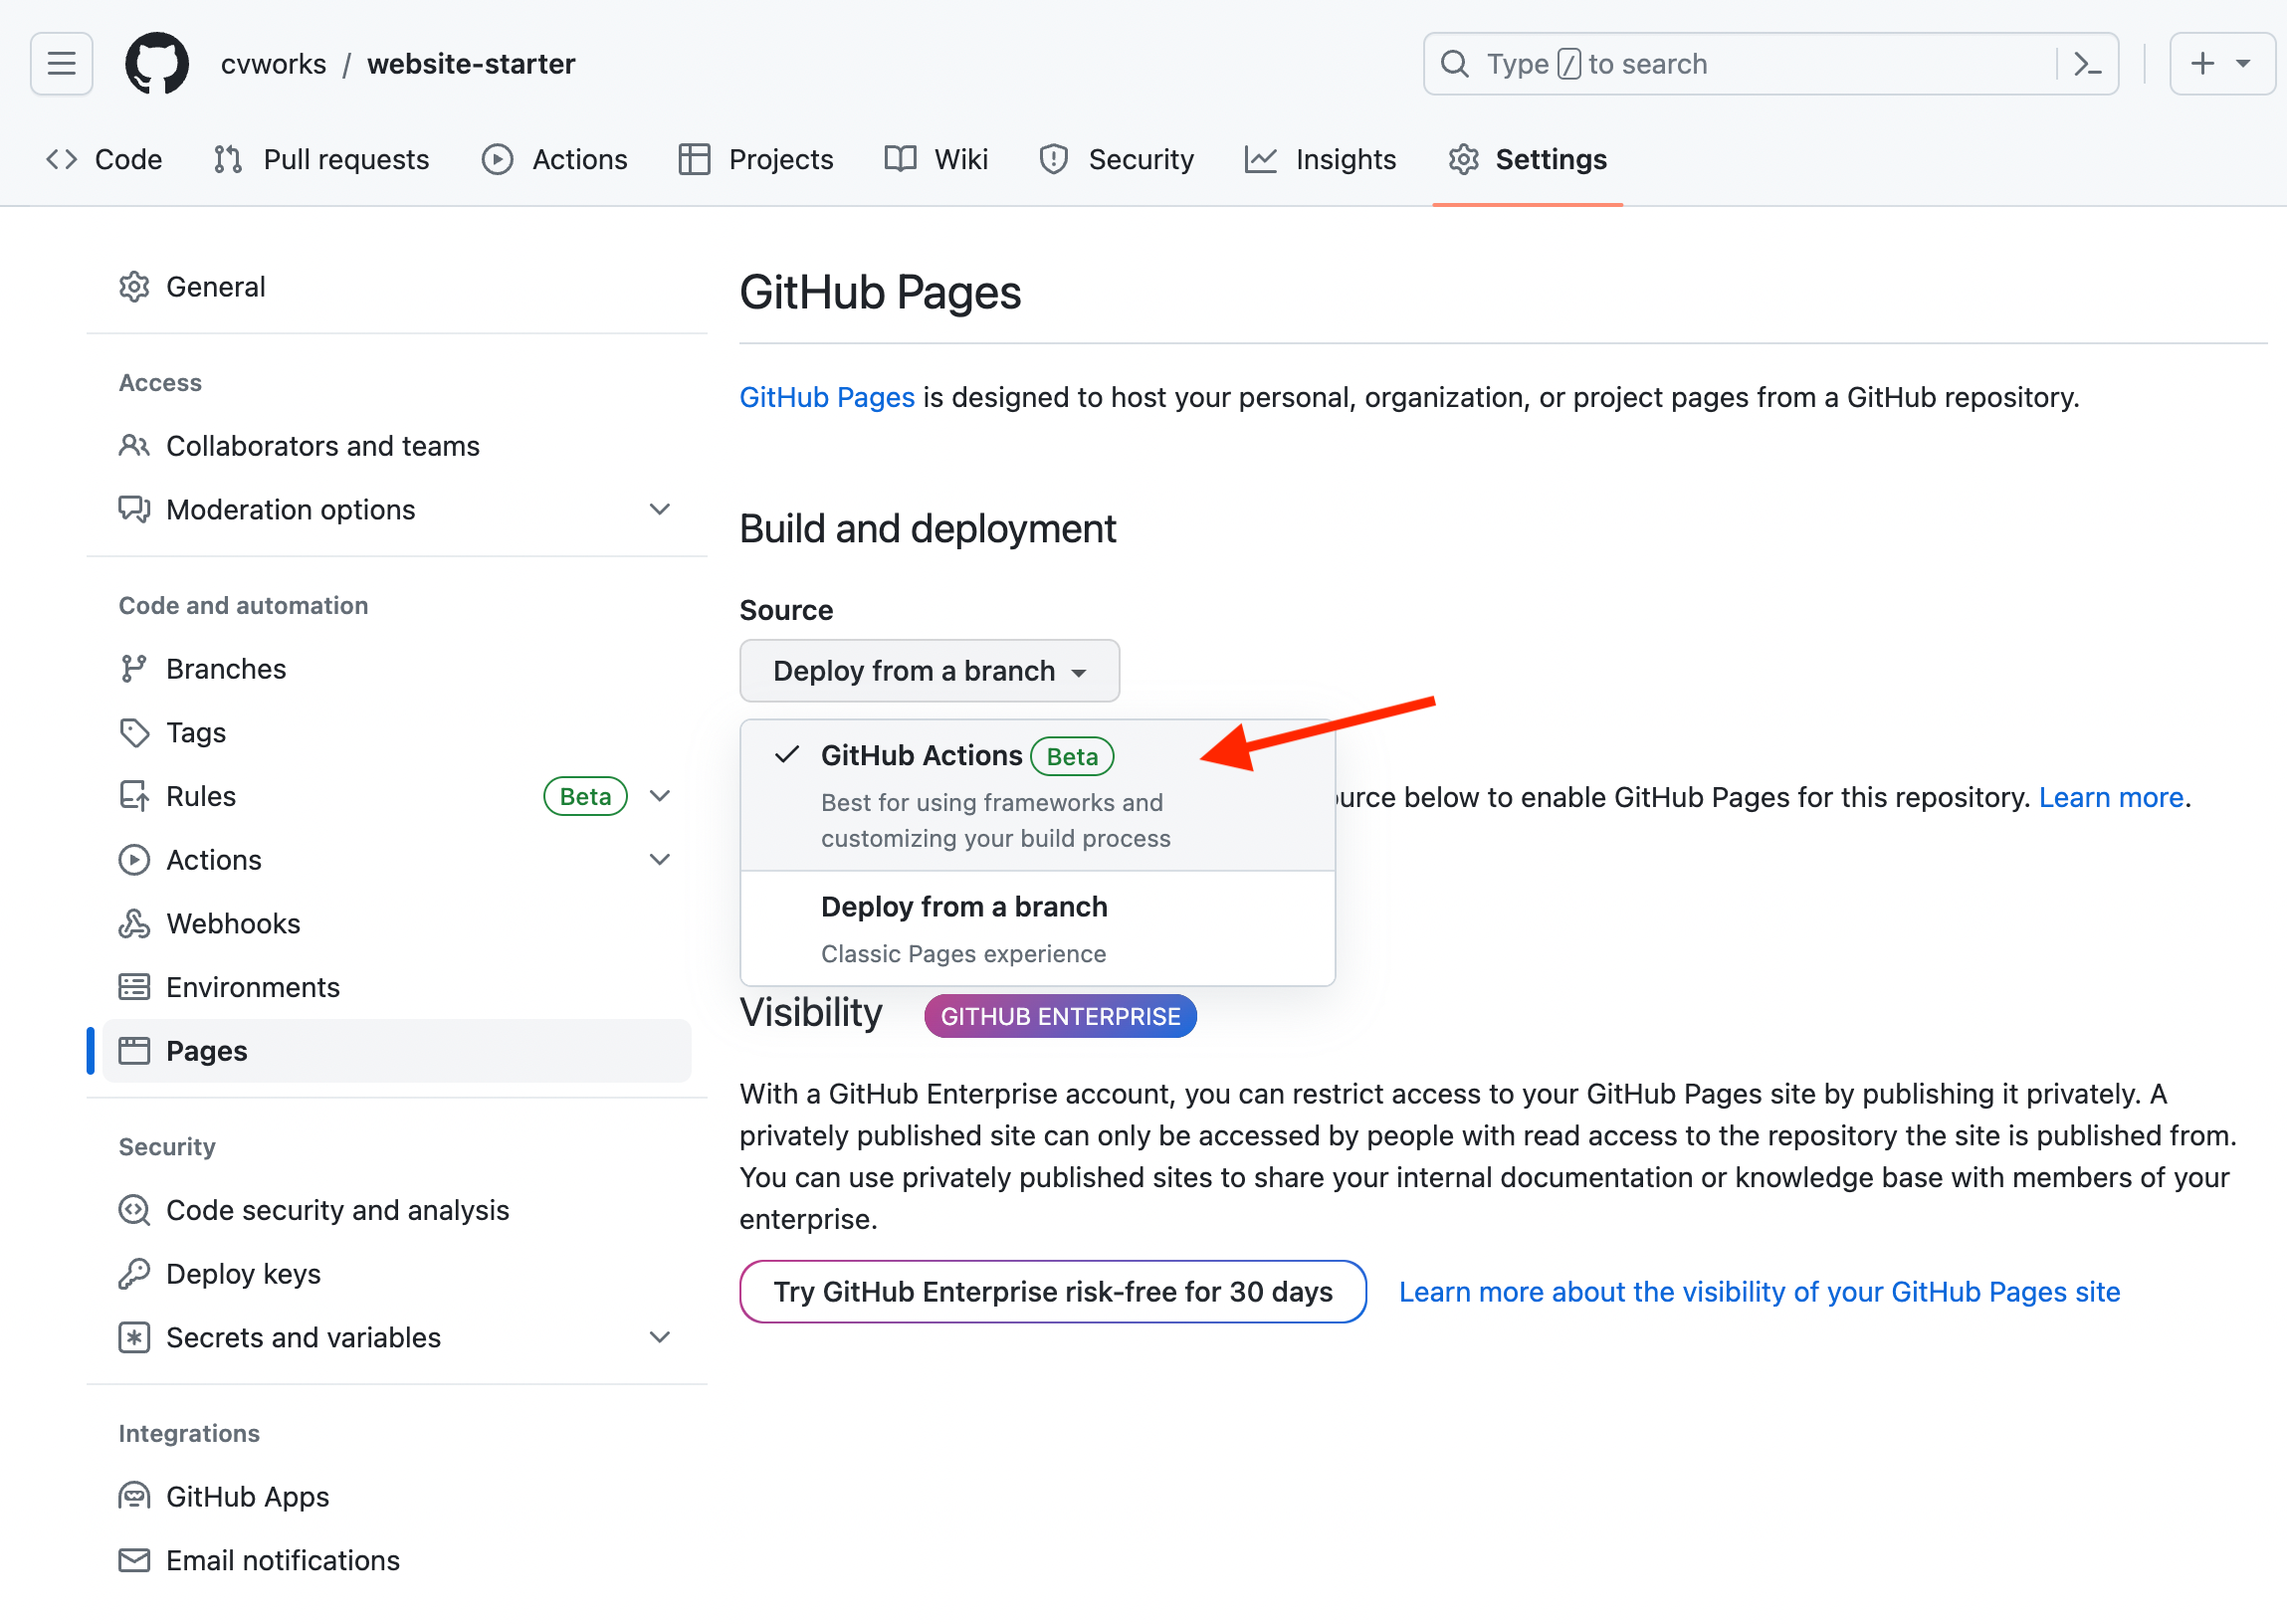 cvworks / website-starter
Type / to search
Code
Pull requests
Actions
Projects
Wiki
Security
Insights
Settings
General
Access
Collaborators and teams
Moderation options
Code and automation
Branches
Tags
Rules Beta
Actions
Webhooks
Environments
Pages
Security
Code security and analysis
Deploy keys
Secrets and variables
Integrations
GitHub Apps
Email notifications
GitHub Pages
GitHub Pages is designed to host your personal, organization, or project pages from a GitHub repository.
Build and deployment
Source
Deploy from a branch
GitHub Actions Beta
Best for using frameworks and
customizing your build process
below to enable GitHub Pages for this repository. Learn more.
Deploy from a branch
Classic Pages experience
Visibility GITHUB ENTERPRISE
With a GitHub Enterprise account, you can restrict access to your GitHub Pages site by publishing it privately. A
privately published site can only be accessed by people with read access to the repository the site is published from.
You can use privately published sites to share your internal documentation or knowledge base with members of your
enterprise.
Try GitHub Enterprise risk-free for 30 days
Learn more about the visibility of your GitHub Pages site